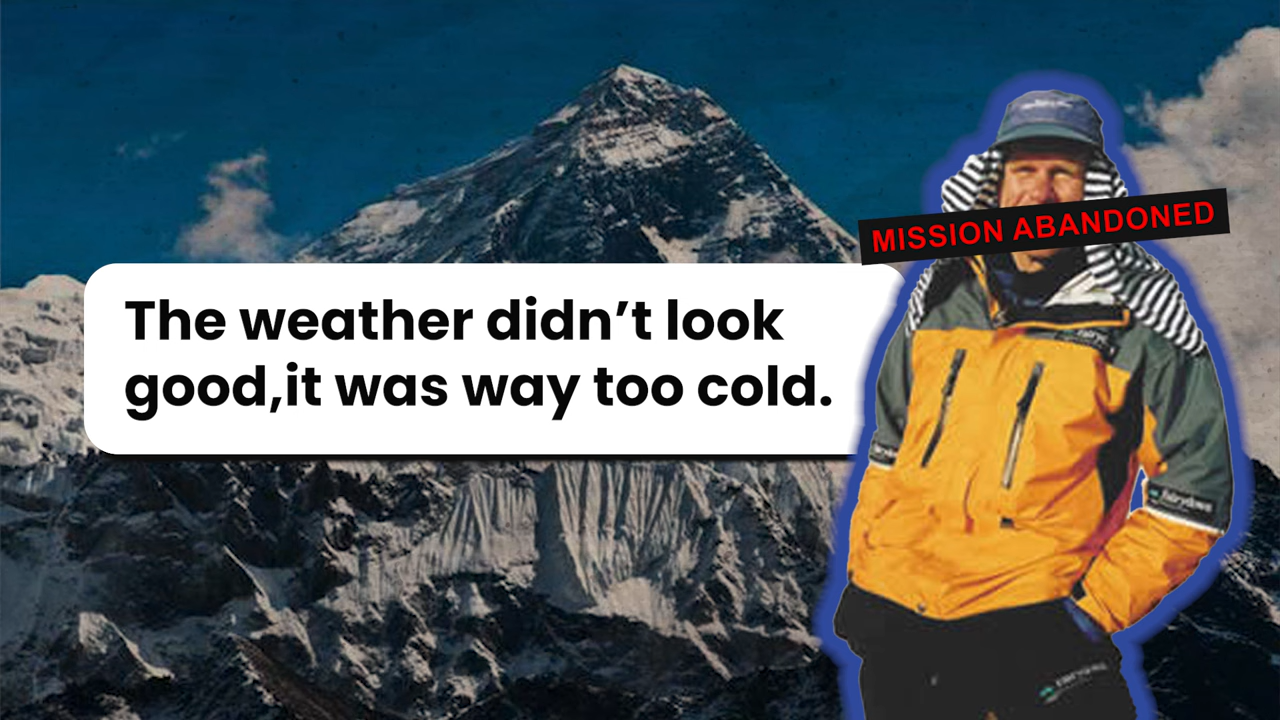 MISSION ABANDONED
The weather didn’t look
good,it was way too cold.